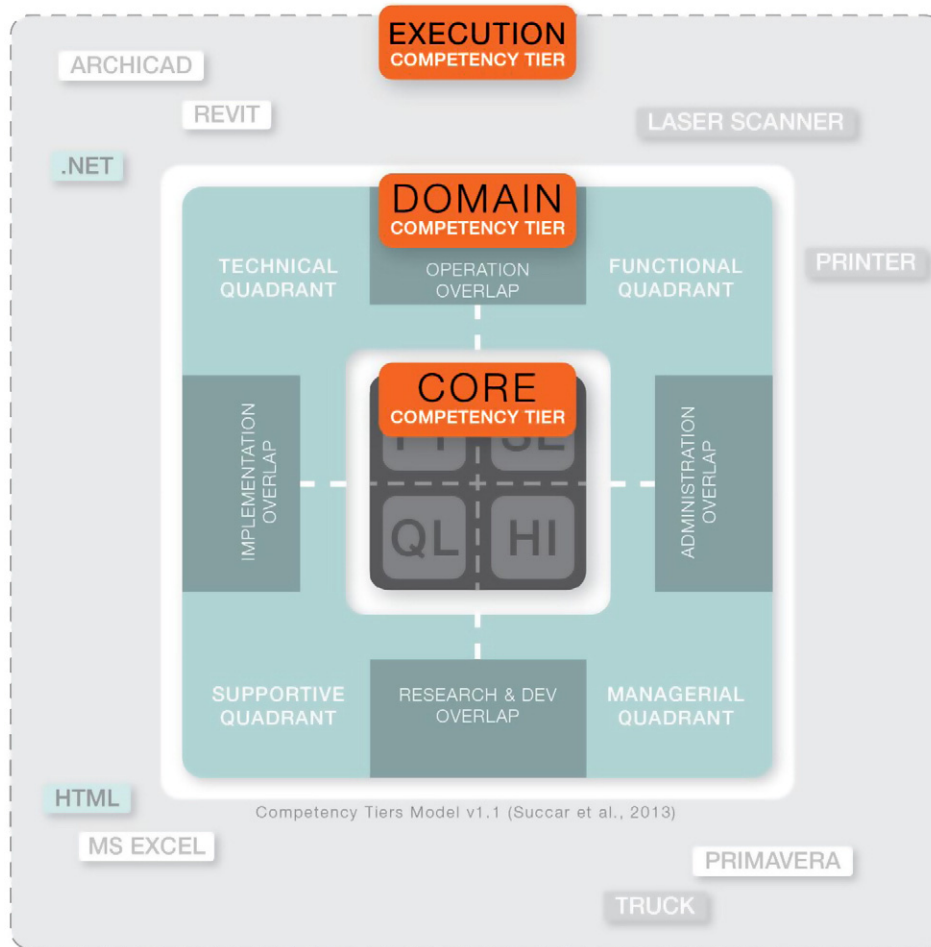 EXECUTION
COMPETENCY TIER
ARCHICAD
REVIT
LASER SCANNER
.NET
DOMAIN
COMPETENCY TIER
TECHNICAL
QUADRANT
OPERATION
OVERLAP
FUNCTIONAL
QUADRANT
PRINTER
CORE
COMPETENCY TIER
IMPLEMENTATION
OVERLAP
QL
HI
ADMINISTRATION
OVERLAP
SUPPORTIVE
QUADRANT
RESEARCH & DEV
OVERLAP
MANAGERIAL
QUADRANT
HTML
Competency Tiers Model v1.1 (Succar et al., 2013)
MS EXCEL
PRIMAVERA
TRUCK